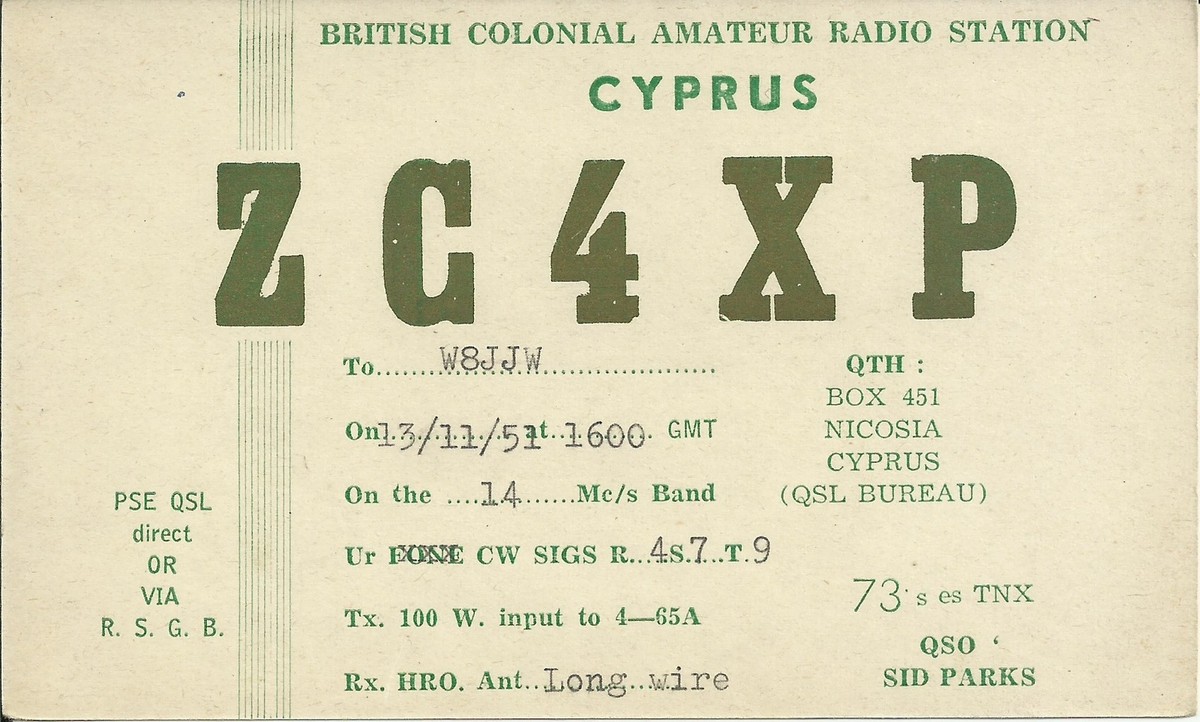 BRITISH COLONIAL AMATEUR RADIO STATION
CYPRUS
ZC4XP
To......W8JJW......
On 13/11/51 at..1600. GMT
On the ....14......Mc/s Band
Ur FONE CW SIGS R...4S.7..T.9
Tx. 100 W. input to 4—65A
Rx. HRO. Ant..Long..wire
QTH :
BOX 451
NICOSIA
CYPRUS
(QSL BUREAU)
73's es TNX
QSO '
SID PARKS
PSE QSL
direct
OR
VIA
R. S. G. B.